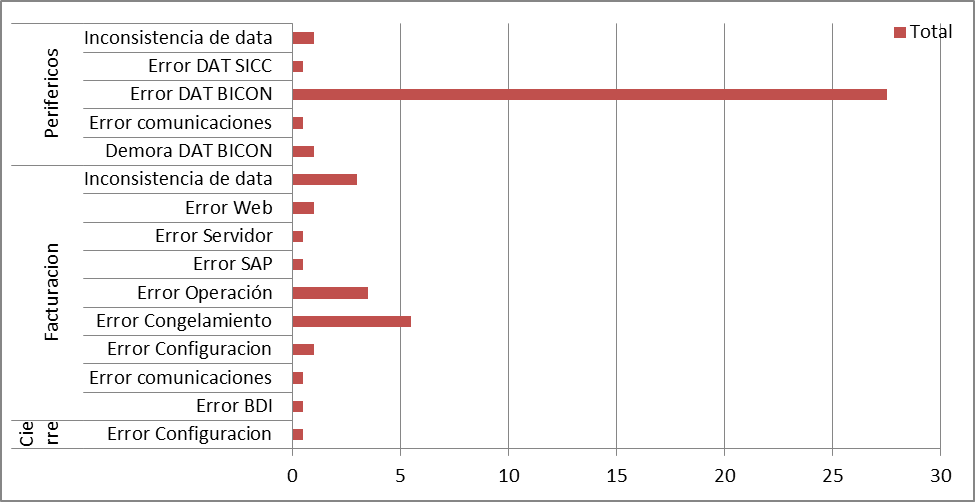 Total
Perifericos
Inconsistencia de data
Error DAT SICC
Error DAT BICON
Error comunicaciones
Demora DAT BICON
Facturacion
Inconsistencia de data
Error Web
Error Servidor
Error SAP
Error Operación
Error Congelamiento
Error Configuracion
Error comunicaciones
Error BDI
Cie
rre
Error Configuracion
0 5 10 15 20 25 30